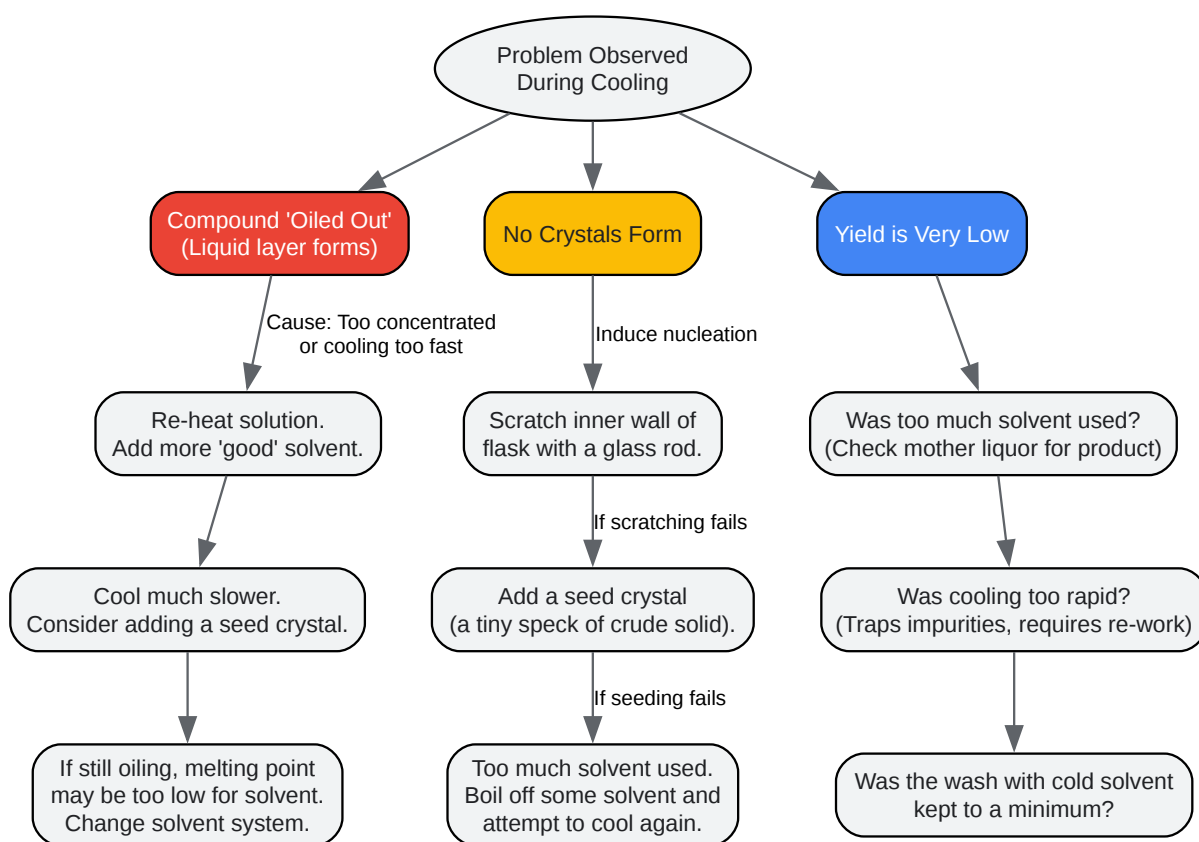 Problem Observed
During Cooling
Compound 'Oiled Out'
(Liquid layer forms)
No Crystals Form
Yield is Very Low
Cause: Too concentrated
or cooling too fast
Induce nucleation
Re-heat solution.
Add more 'good' solvent.
Scratch inner wall of
flask with a glass rod.
Was too much solvent used?
(Check mother liquor for product)
If scratching fails
Cool much slower.
Consider adding a seed crystal.
Add a seed crystal
(a tiny speck of crude solid).
Was cooling too rapid?
(Traps impurities, requires re-work)
If seeding fails
If still oiling, melting point
may be too low for solvent.
Change solvent system.
Too much solvent used.
Boil off some solvent and
attempt to cool again.
Was the wash with cold solvent
kept to a minimum?